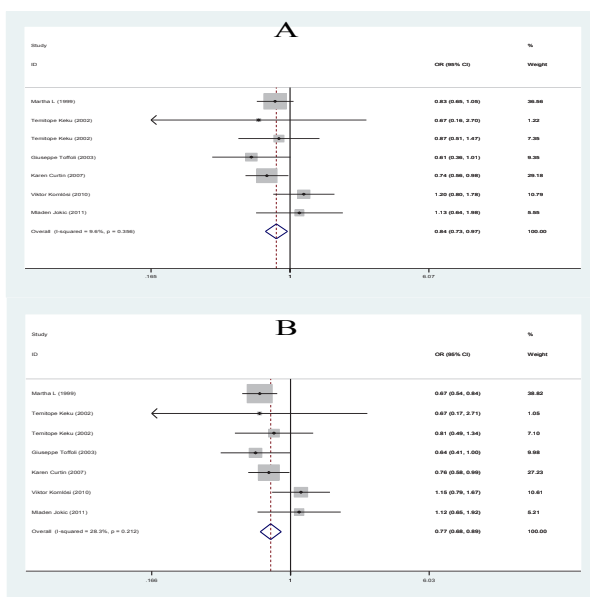 A
Study %
ID OR (95% CI) Weight
Martha L (1999) 0.83 (0.65, 1.05) 36.56
Temitope Keku (2002) 0.67 (0.16, 2.70) 1.22
Temitope Keku (2002) 0.87 (0.51, 1.47) 7.35
Giuseppe Toffoli (2003) 0.61 (0.36, 1.01) 9.35
Karen Curtin (2007) 0.74 (0.56, 0.98) 29.18
Viktor Komlósi (2010) 1.20 (0.80, 1.78) 10.79
Mladen Jokic (2011) 1.13 (0.64, 1.98) 5.55
Overall (I-squared = 9.6%, p = 0.356) 0.84 (0.73, 0.97) 100.00
.165 1 6.07
B
Study %
ID OR (95% CI) Weight
Martha L (1999) 0.67 (0.54, 0.84) 38.82
Temitope Keku (2002) 0.67 (0.17, 2.71) 1.05
Temitope Keku (2002) 0.81 (0.49, 1.34) 7.10
Giuseppe Toffoli (2003) 0.64 (0.41, 1.00) 9.98
Karen Curtin (2007) 0.76 (0.58, 0.99) 27.23
Viktor Komlósi (2010) 1.15 (0.79, 1.67) 10.61
Mladen Jokic (2011) 1.12 (0.65, 1.92) 5.21
Overall (I-squared = 28.3%, p = 0.212) 0.77 (0.68, 0.89) 100.00
.166 1 6.03